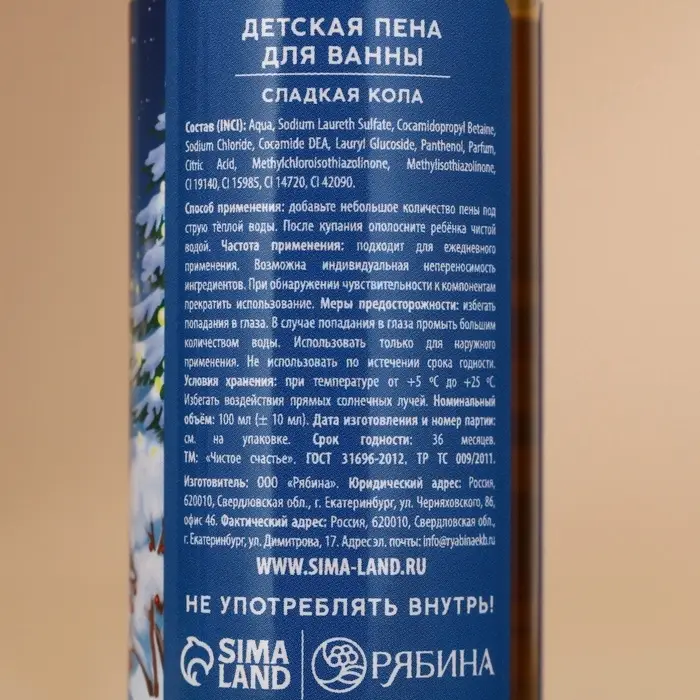 ДЕТСКАЯ ПЕНА
ДЛЯ ВАННЫ
СЛАДКАЯ КОЛА
Состав (INCI): Aqua, Sodium Laureth Sulfate, Cocamidopropyl Betaine,
Sodium Chloride, Cocamide DEA, Lauryl Glucoside, Panthenol, Parfum,
Citric Acid, Methylchloroisothiazolinone, Methylisothiazolinone,
CI 19140, CI 15985, CI 14720, CI 42090.
Способ применения: добавьте небольшое количество пены под
струю тёплой воды. После купания ополосните ребёнка чистой
водой. Частота применения: подходит для ежедневного
применения. Возможна индивидуальная непереносимость
ингредиентов. При обнаружении чувствительности к компонентам
прекратить использование. Меры предосторожности: избегать
попадания в глаза. В случае попадания в глаза промыть большим
количеством воды. Использовать только для наружного
применения. Не использовать по истечении срока годности.
Условия хранения: при температуре от +5 ºС до +25 ºС.
Избегать воздействия прямых солнечных лучей. Номинальный
объём: 100 мл (± 10 мл). Дата изготовления и номер партии:
см. на упаковке. Срок годности: 36 месяцев.
ТМ: «Чистое счастье». ГОСТ 31696-2012. ТР ТС 009/2011.
Изготовитель: ООО «Рябина». Юридический адрес: Россия,
620010, Свердловская обл., г. Екатеринбург, ул. Черняховского, 86,
офис 46. Фактический адрес: Россия, 620010, Свердловская обл.,
г. Екатеринбург, ул. Димитрова, 17. Адрес эл. почты: info@ryabinaekb.ru
WWW.SIMA-LAND.RU
НЕ УПОТРЕБЛЯТЬ ВНУТРЬ!
SIMA
LAND
РЯБИНА